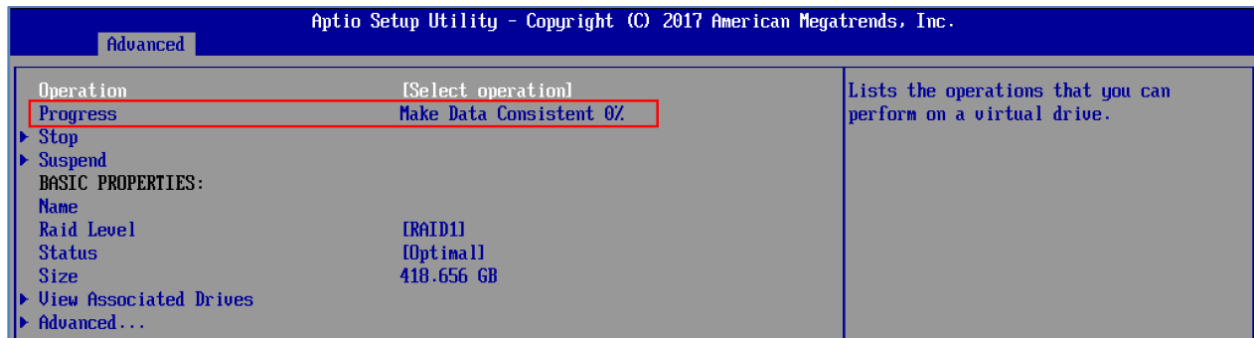 Aptio Setup Utility - Copyright (C) 2017 American Megatrends, Inc.
Advanced
Operation [Select operation]
Progress Make Data Consistent 0%
Stop
Suspend
BASIC PROPERTIES:
Name
Raid Level [RAID1]
Status [Optimal]
Size 418.656 GB
View Associated Drives
Advanced...
Lists the operations that you can
perform on a virtual drive.